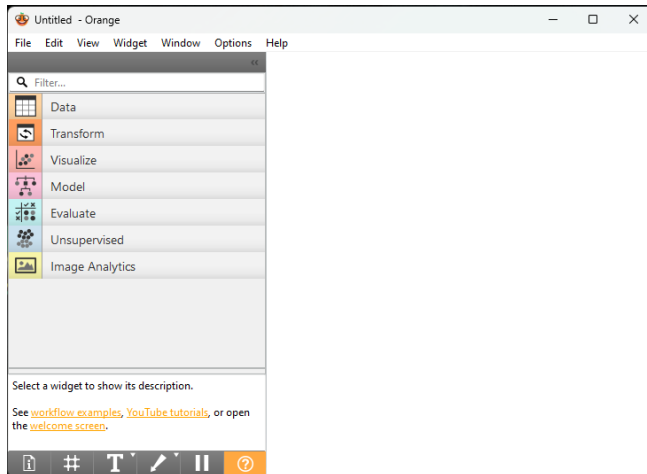 Untitled - Orange
File Edit View Widget Window Options Help
Filter...
Data
Transform
Visualize
Model
Evaluate
Unsupervised
Image Analytics
Select a widget to show its description.
See workflow examples, YouTube tutorials, or open
the welcome screen.